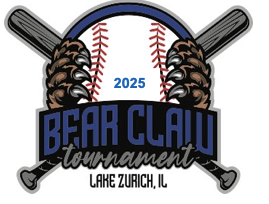 2025
BEAR CLAW
tournament
LAKE ZURICH, IL